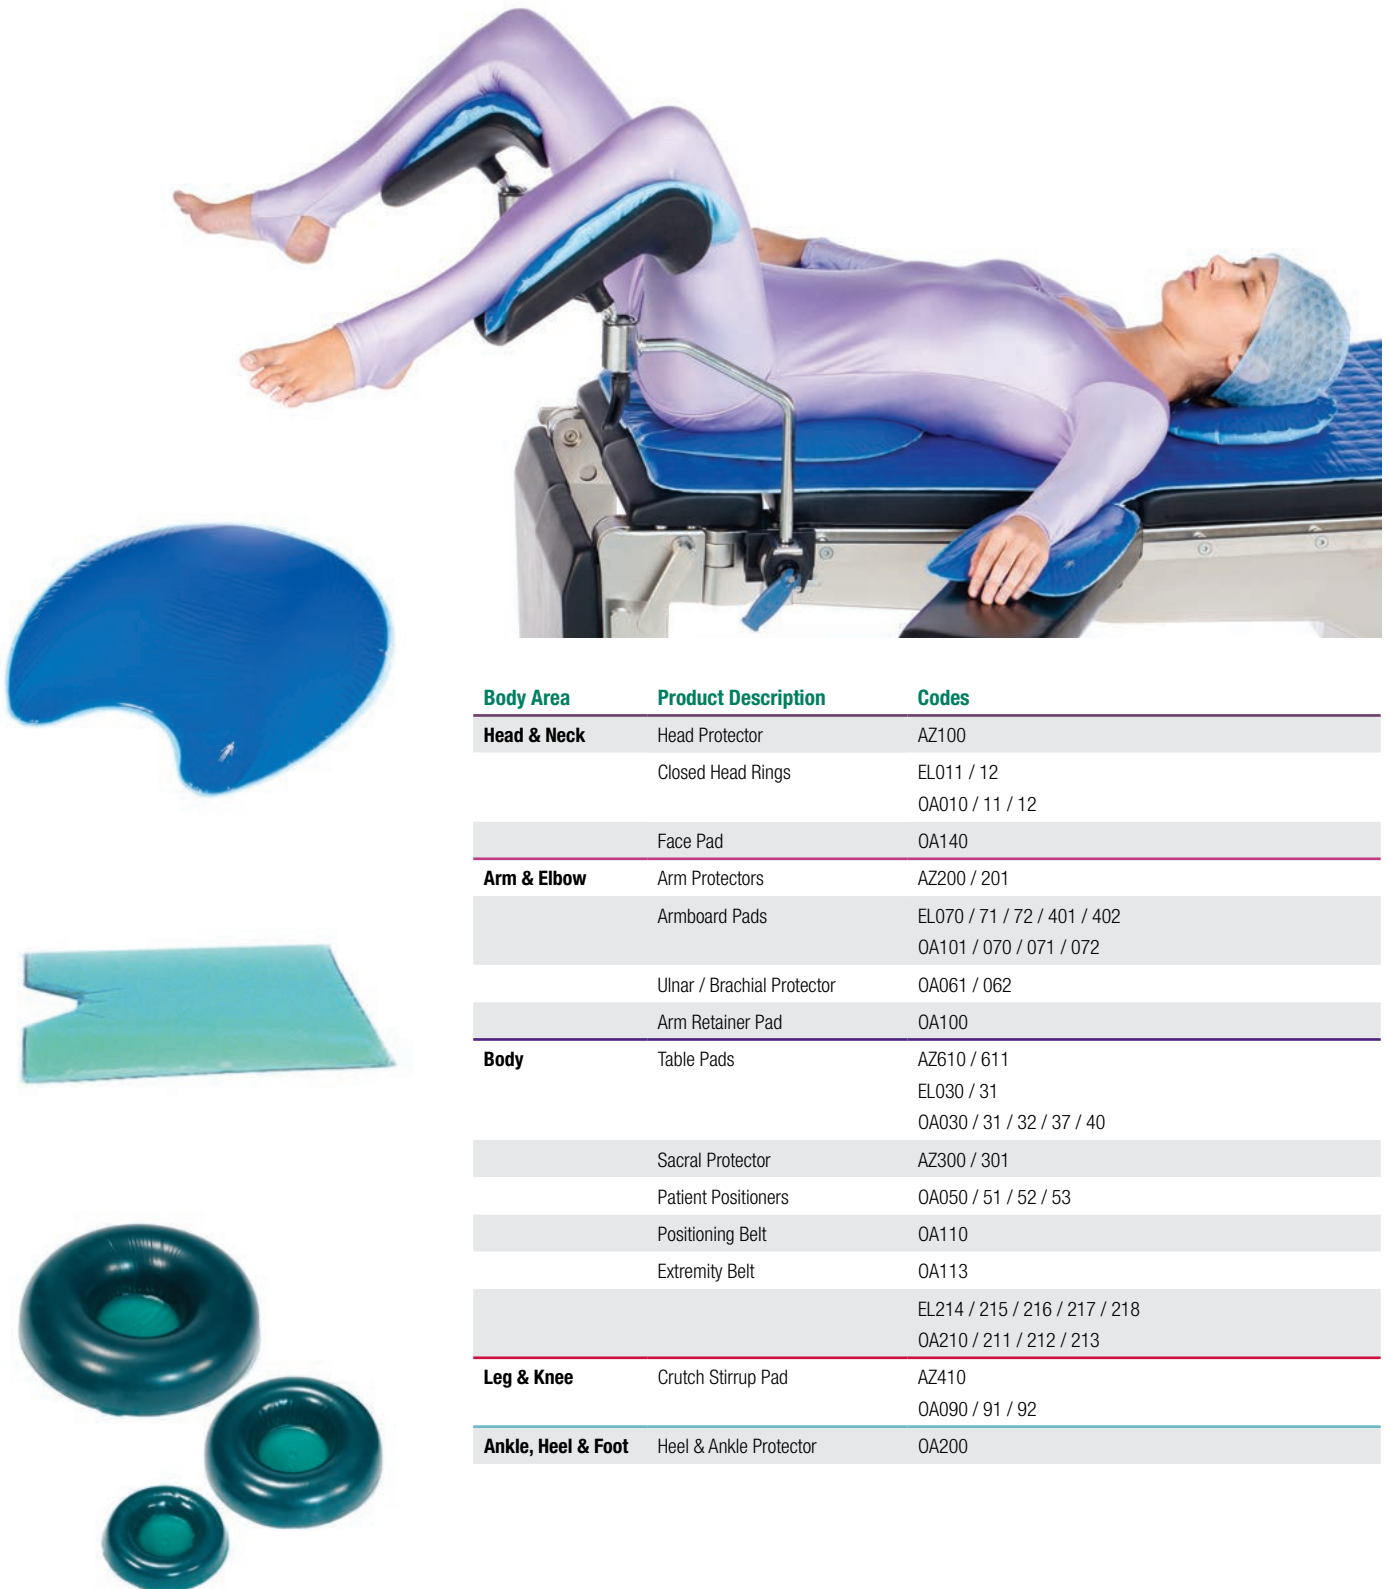 Body Area Product Description Codes
Head & Neck Head Protector AZ100
Closed Head Rings EL011 / 12
OA010 / 11 / 12
Face Pad OA140
Arm & Elbow Arm Protectors AZ200 / 201
Armboard Pads EL070 / 71 / 72 / 401 / 402
OA101 / 070 / 071 / 072
Ulnar / Brachial Protector OA061 / 062
Arm Retainer Pad OA100
Body Table Pads AZ610 / 611
EL030 / 31
OA030 / 31 / 32 / 37 / 40
Sacral Protector AZ300 / 301
Patient Positioners OA050 / 51 / 52 / 53
Positioning Belt OA110
Extremity Belt OA113
EL214 / 215 / 216 / 217 / 218
OA210 / 211 / 212 / 213
Leg & Knee Crutch Stirrup Pad AZ410
OA090 / 91 / 92
Ankle, Heel & Foot Heel & Ankle Protector OA200